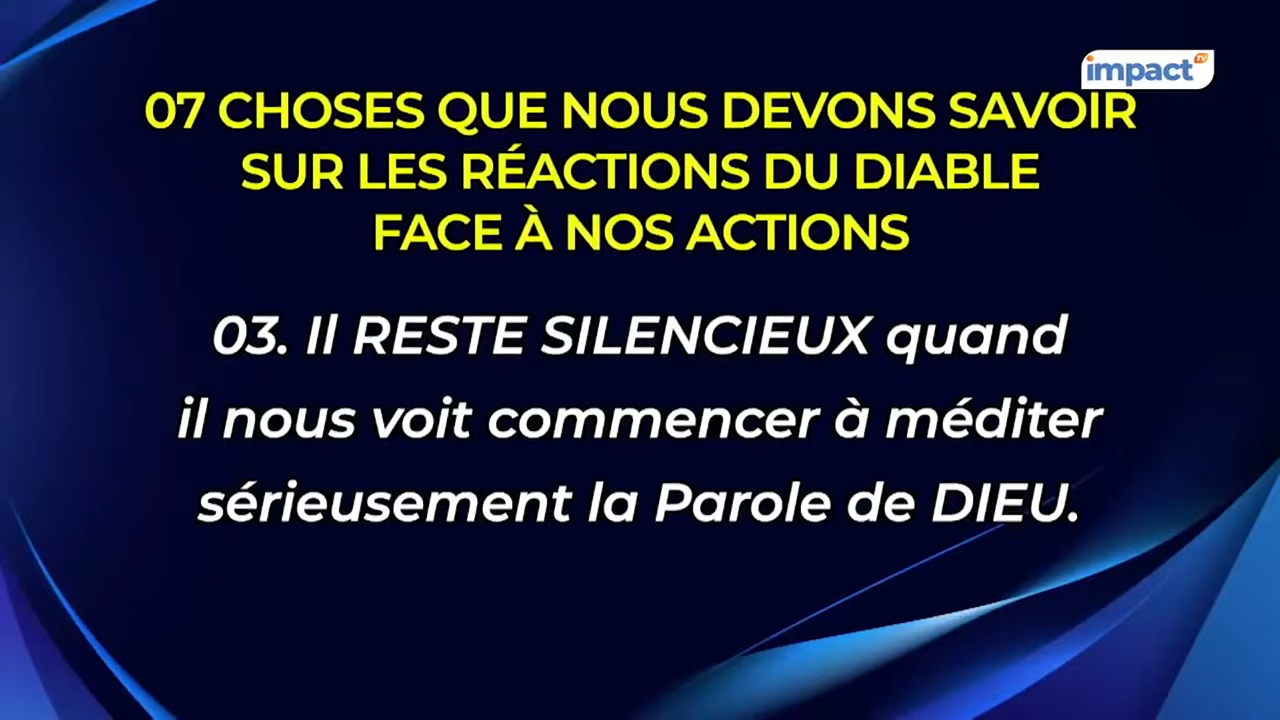 impact TV
07 CHOSES QUE NOUS DEVONS SAVOIR
SUR LES RÉACTIONS DU DIABLE
FACE À NOS ACTIONS
03. Il RESTE SILENCIEUX quand
il nous voit commencer à méditer
sérieusement la Parole de DIEU.